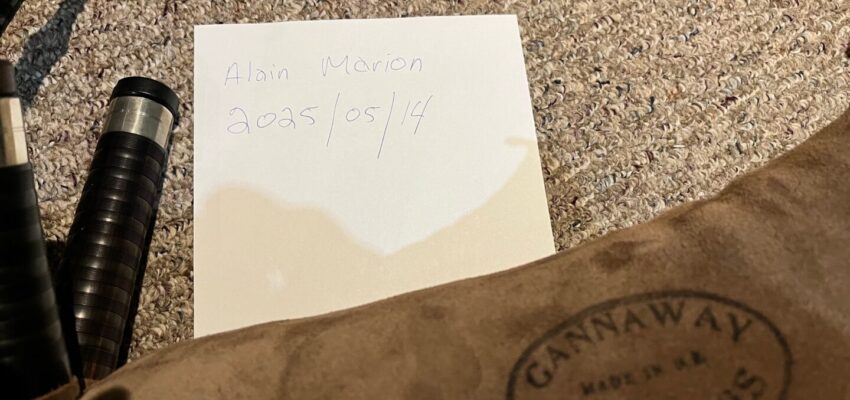 Alain Marion
2025/05/14
GANNAWAY
MADE IN U.K.